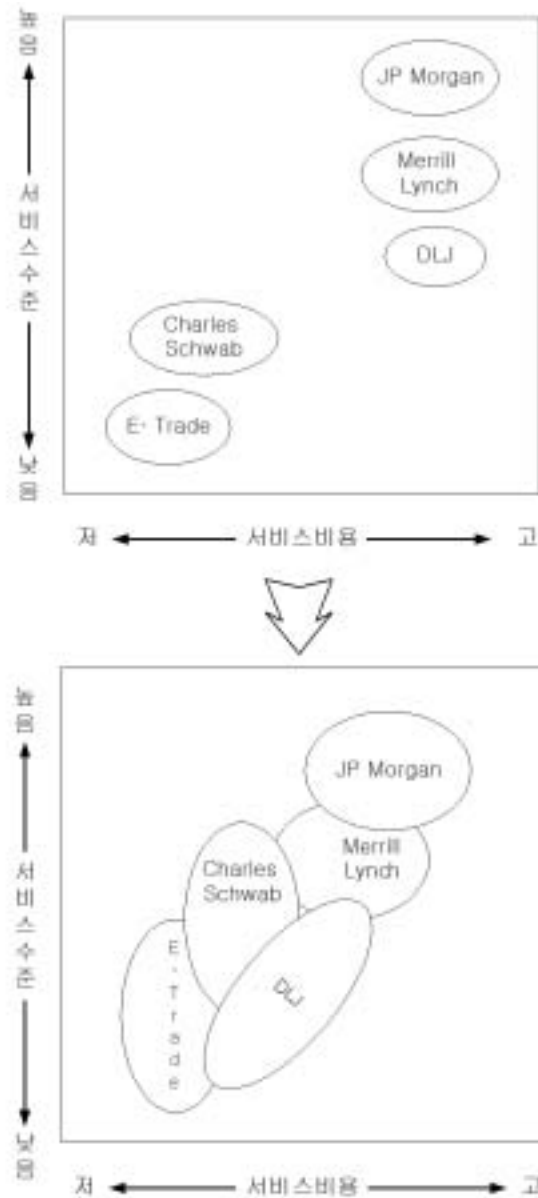 높음
JP Morgan
Merrill
Lynch
DLJ
서비스수준
Charles
Schwab
E- Trade
낮음
저 서비스비용 고
높음
JP Morgan
Merrill
Lynch
Charles
Schwab
서비스수준
E-Trade
DLJ
낮음
저 서비스비용 고